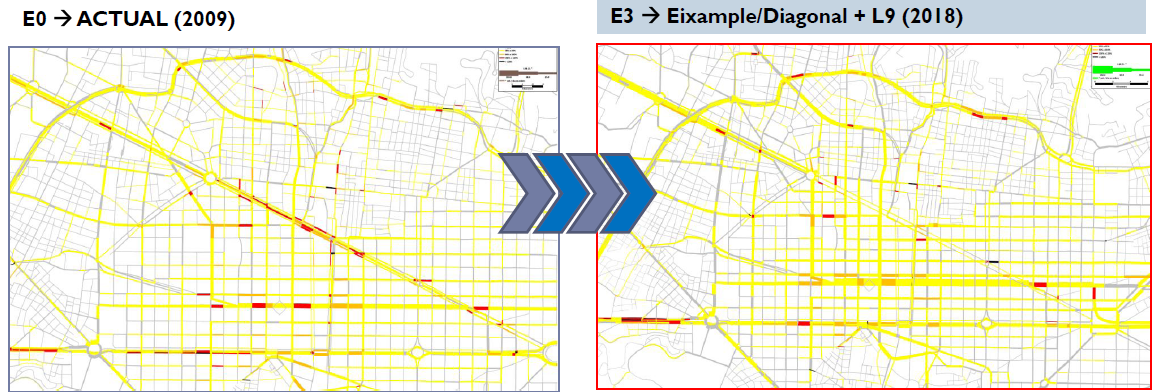 E0 → ACTUAL (2009)
E3 → Eixample/Diagonal + L9 (2018)